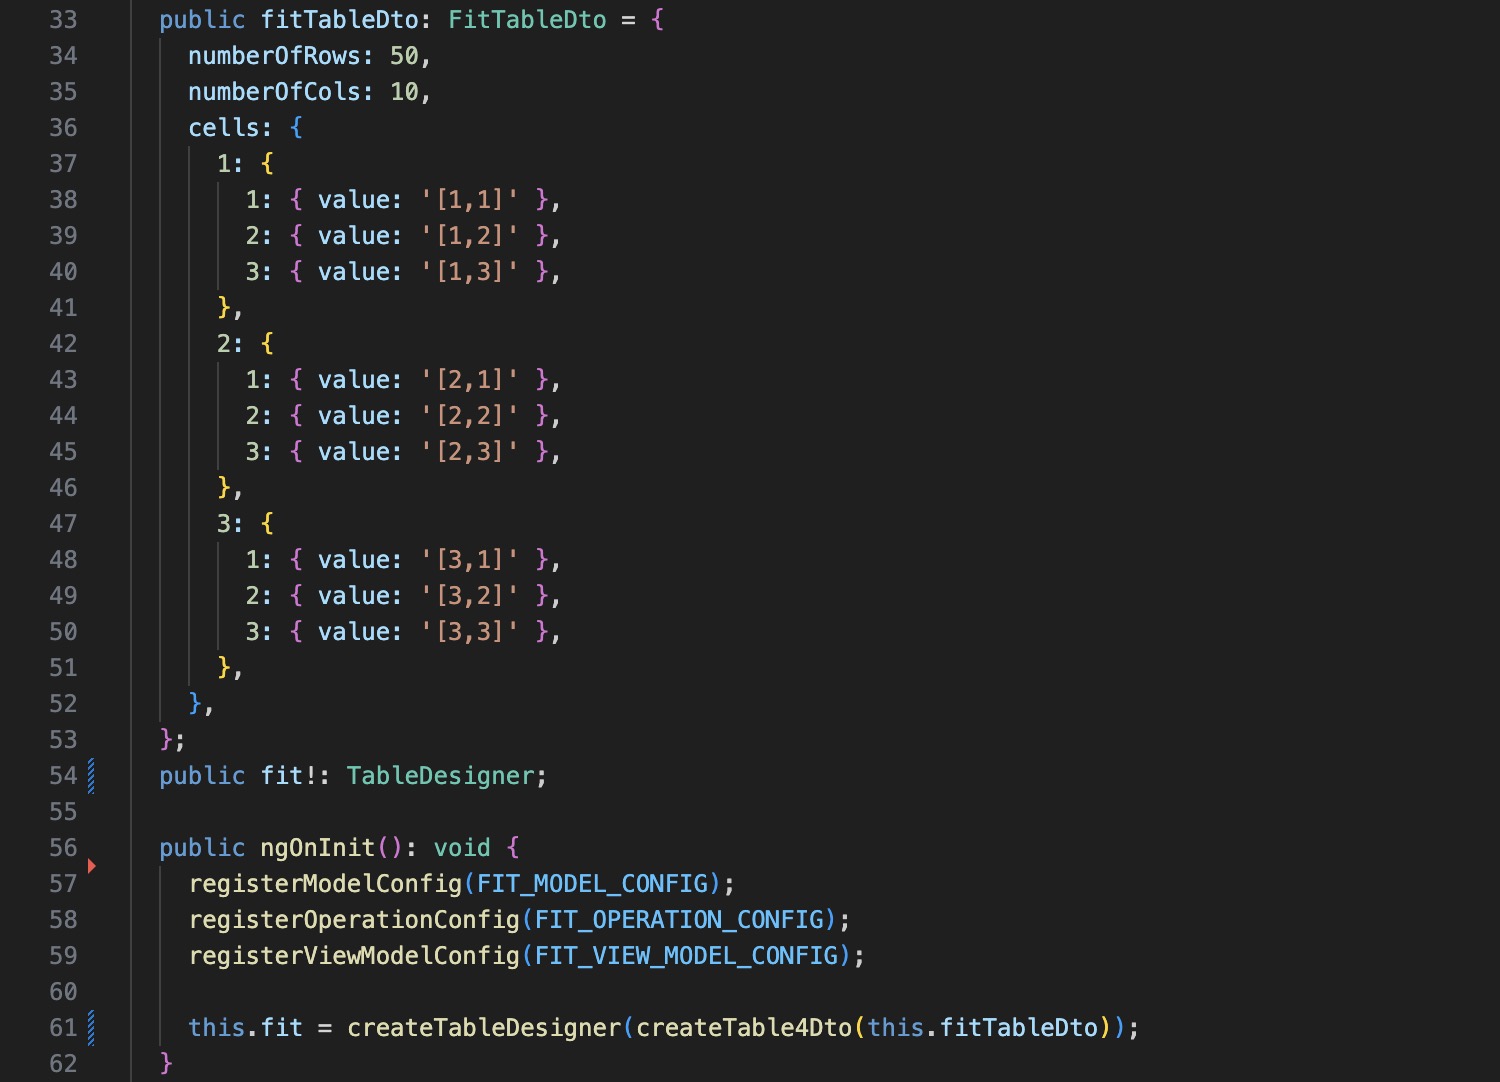 33 public fitTableDto: FitTableDto = {
34 numberOfRows: 50,
35 numberOfCols: 10,
36 cells: {
37 1: {
38 1: { value: '[1,1]' },
39 2: { value: '[1,2]' },
40 3: { value: '[1,3]' },
41 },
42 2: {
43 1: { value: '[2,1]' },
44 2: { value: '[2,2]' },
45 3: { value: '[2,3]' },
46 },
47 3: {
48 1: { value: '[3,1]' },
49 2: { value: '[3,2]' },
50 3: { value: '[3,3]' },
51 },
52 },
53 };
54 public fit!: TableDesigner;
55
56 public ngOnInit(): void {
57 registerModelConfig(FIT_MODEL_CONFIG);
58 registerOperationConfig(FIT_OPERATION_CONFIG);
59 registerViewModelConfig(FIT_VIEW_MODEL_CONFIG);
60
61 this.fit = createTableDesigner(createTable4Dto(this.fitTableDto));
62 }